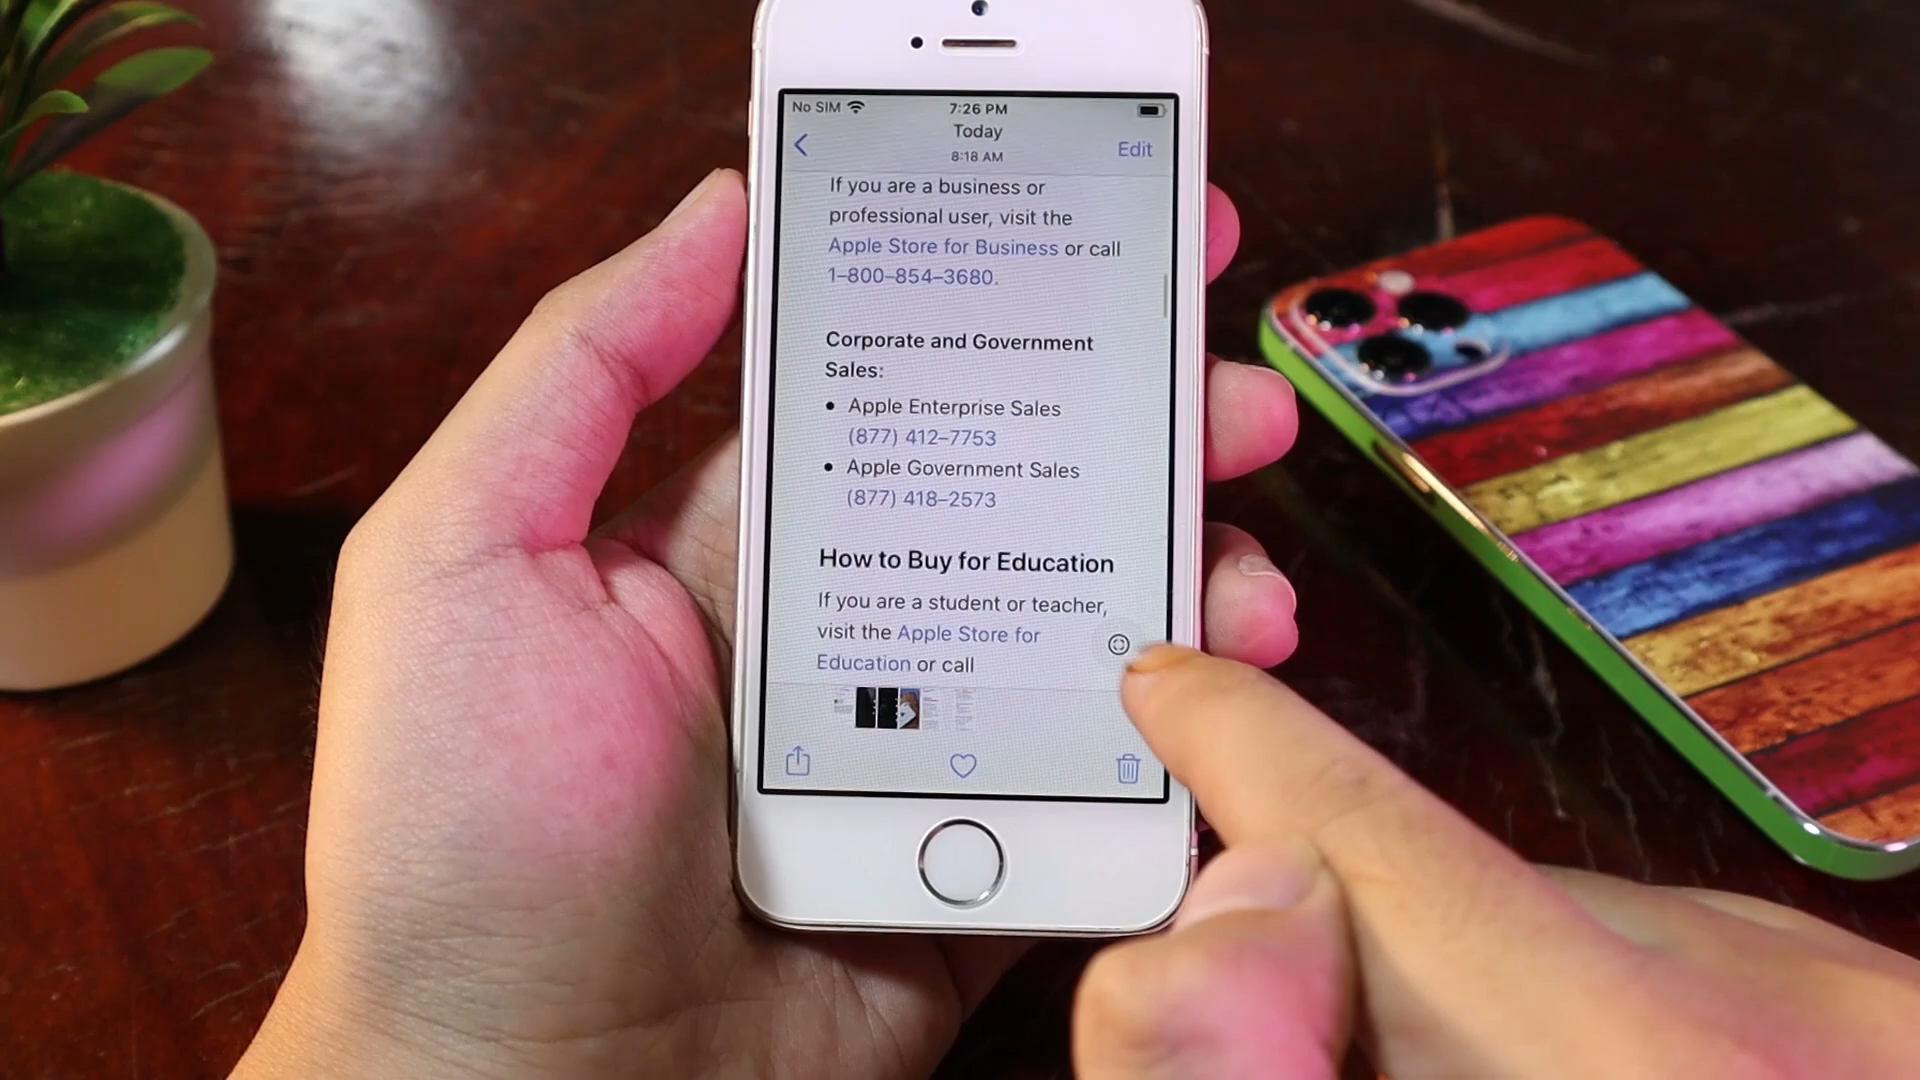 No SIM 7:26 PM
Today
8:18 AM
Edit
If you are a business or
professional user, visit the
Apple Store for Business or call
1–800–854–3680.
Corporate and Government
Sales:
• Apple Enterprise Sales
(877) 412–7753
• Apple Government Sales
(877) 418–2573
How to Buy for Education
If you are a student or teacher,
visit the Apple Store for
Education or call